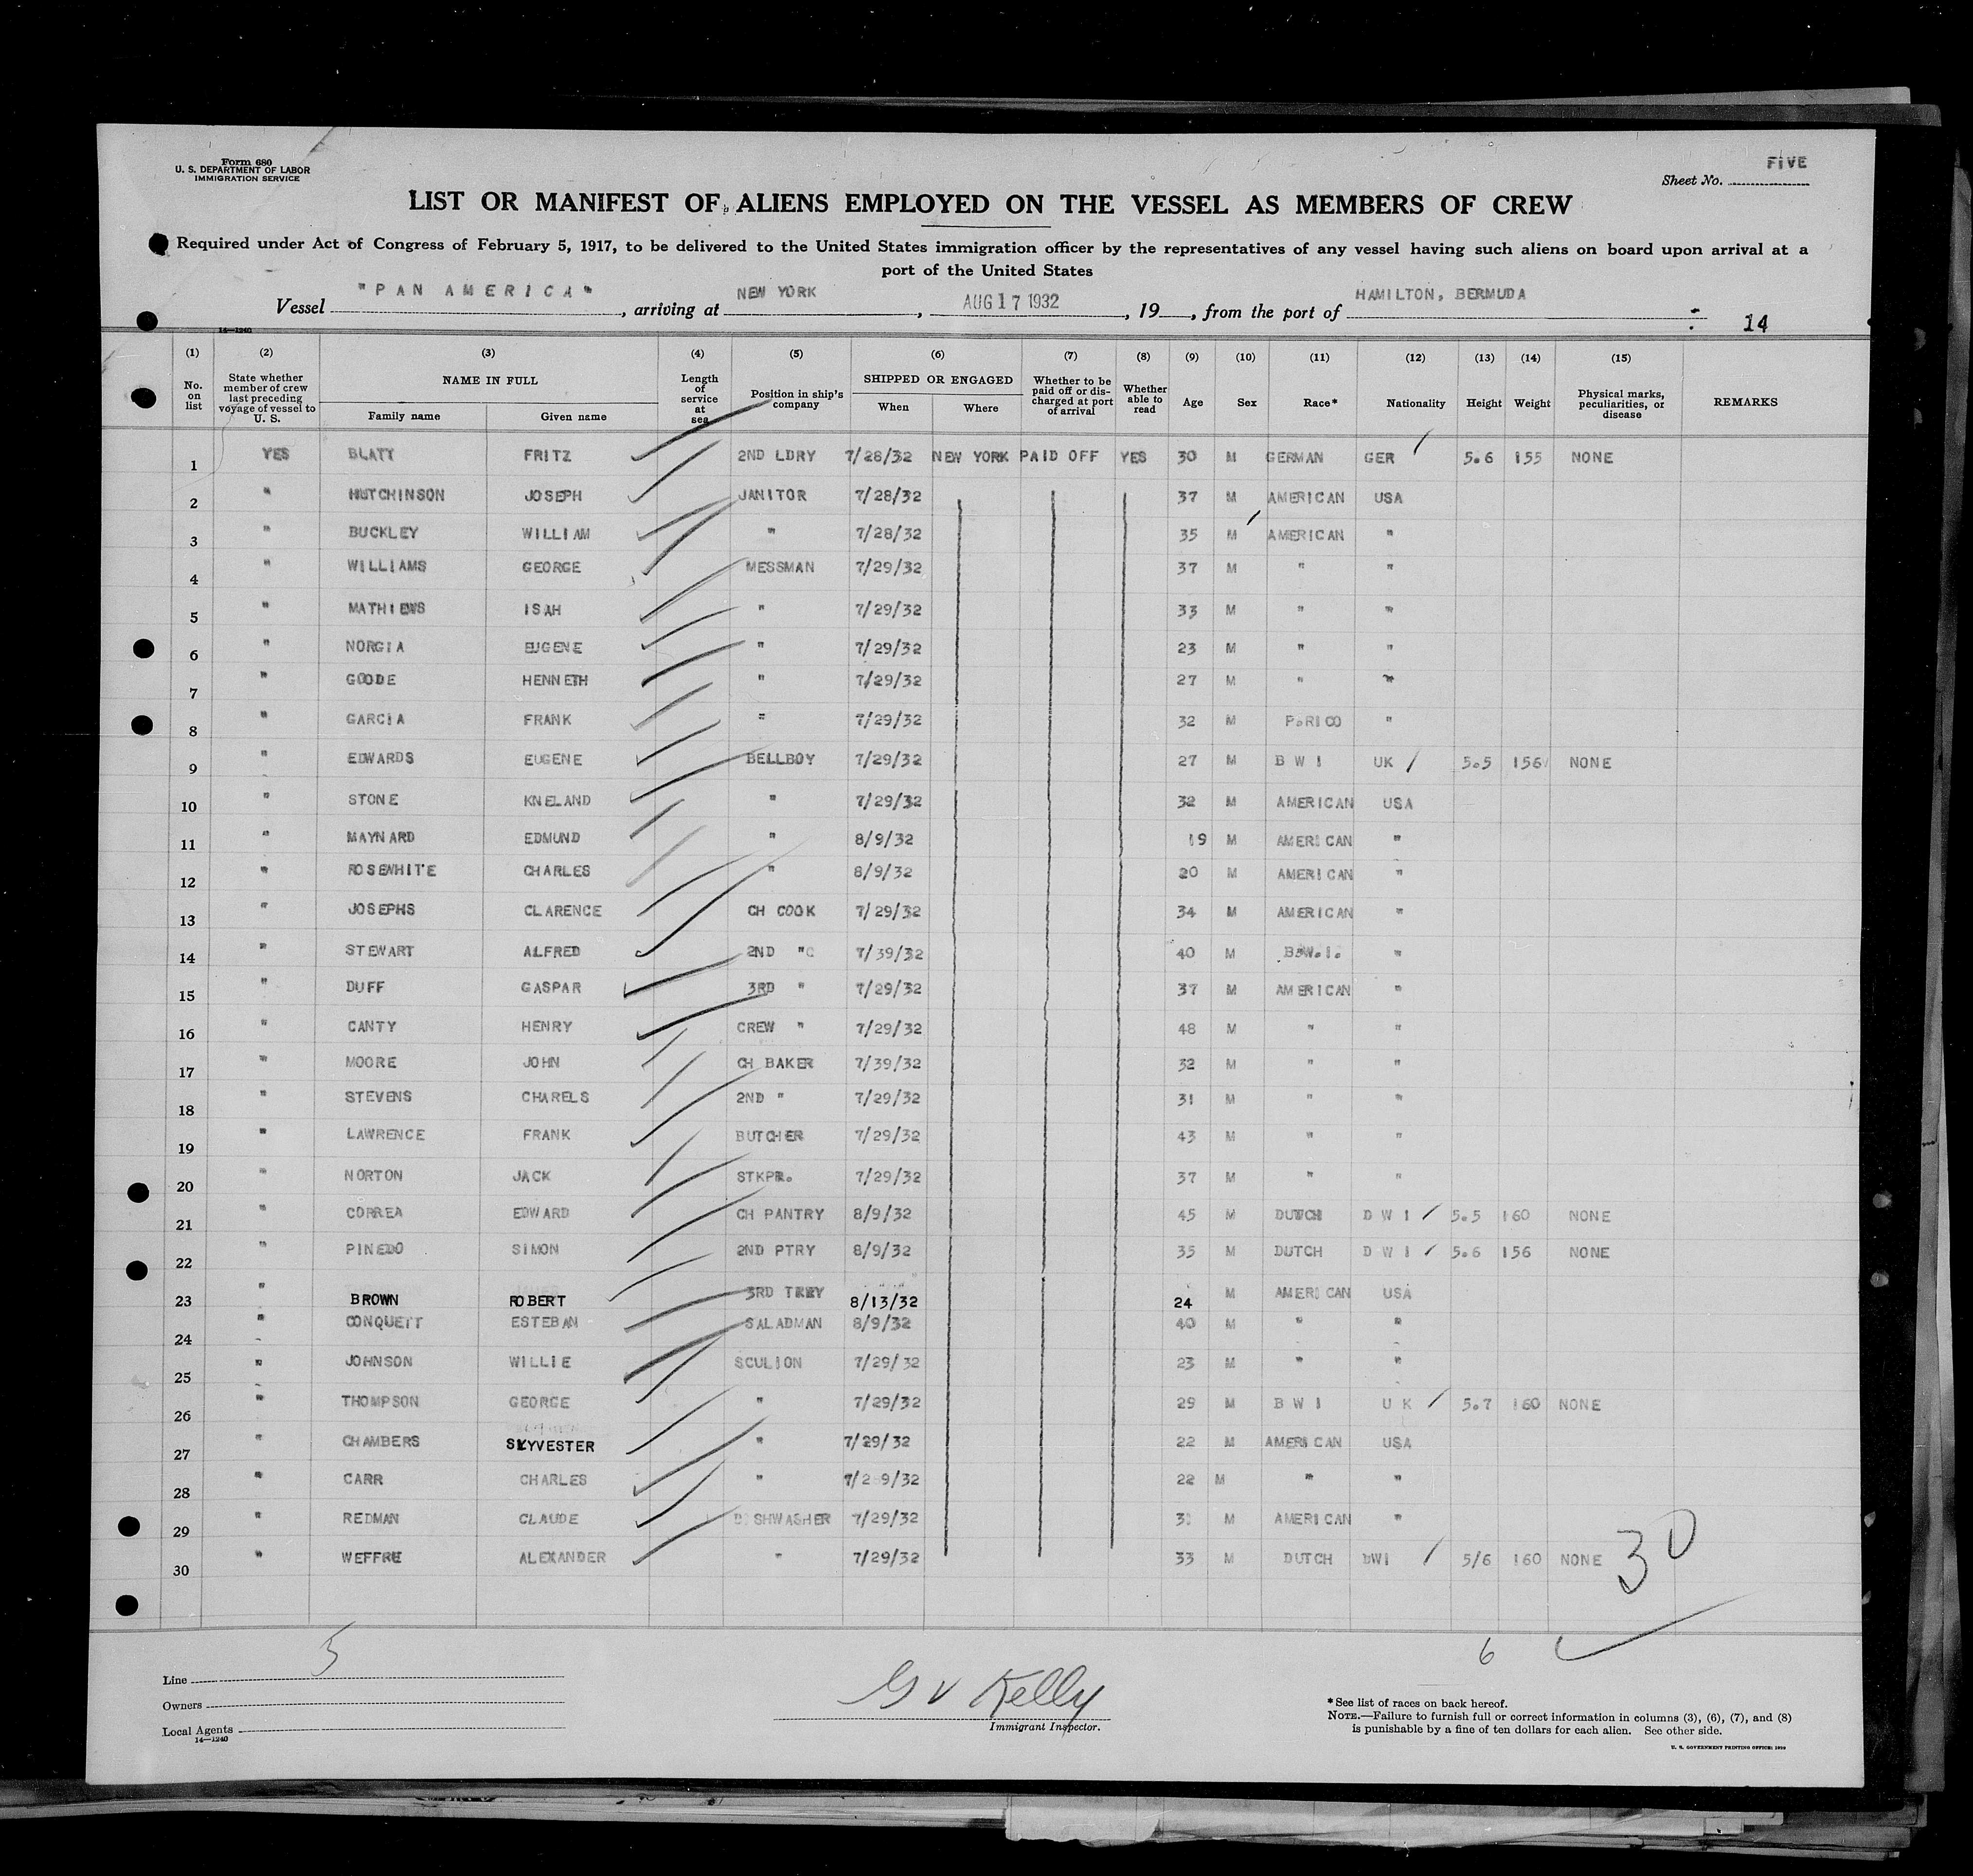 Form 680
U. S. DEPARTMENT OF LABOR
IMMIGRATION SERVICE
FIVE
Sheet No.
LIST OR MANIFEST OF ALIENS EMPLOYED ON THE VESSEL AS MEMBERS OF CREW
Required under Act of Congress of February 5, 1917, to be delivered to the United States immigration officer by the representatives of any vessel having such aliens on board upon arrival at a
port of the United States
Vessel "PAN AMERICA", arriving at NEW YORK, AUG 17 1932, 19__, from the port of HAMILTON, BERMUDA
14—1240
14
(1) (2) (3) (4) (5) (6) (7) (8) (9) (10) (11) (12) (13) (14) (15)
No. on list State whether member of crew last preceding voyage of vessel to U. S. NAME IN FULL Family name Given name Length of service at sea Position in ship's company SHIPPED OR ENGAGED When Where Whether to be paid off or discharged at port of arrival Whether able to read Age Sex Race* Nationality Height Weight Physical marks, peculiarities, or disease REMARKS
1 YES BLATT FRITZ 2ND LDRY 7/28/32 NEW YORK PAID OFF YES 30 M GERMAN GER 5.6 155 NONE
2 " HUTCHINSON JOSEPH JANITOR 7/28/32 37 M AMERICAN USA
3 " BUCKLEY WILLIAM " 7/28/32 35 M AMERICAN "
4 " WILLIAMS GEORGE MESSMAN 7/29/32 37 M " "
5 " MATHIEWS ISAH " 7/29/32 33 M " "
6 " NORGIA EUGENE " 7/29/32 23 M " "
7 " GOODE HENNETH " 7/29/32 27 M " "
8 " GARCIA FRANK " 7/29/32 32 M P.RICO "
9 " EDWARDS EUGENE BELLBOY 7/29/32 27 M B W I UK 5.5 156 NONE
10 " STONE KNELAND " 7/29/32 32 M AMERICAN USA
11 " MAYNARD EDMUND " 8/9/32 19 M AMERICAN "
12 " ROSEWHITE CHARLES " 8/9/32 20 M AMERICAN "
13 " JOSEPHS CLARENCE CH COOK 7/29/32 34 M AMERICAN "
14 " STEWART ALFRED 2ND "C 7/39/32 40 M B.W.I. "
15 " DUFF GASPAR 3RD " 7/29/32 37 M AMERICAN "
16 " CANTY HENRY CREW " 7/29/32 48 M " "
17 " MOORE JOHN CH BAKER 7/39/32 32 M " "
18 " STEVENS CHARELS 2ND " 7/29/32 31 M " "
19 " LAWRENCE FRANK BUTCHER 7/29/32 43 M " "
20 " NORTON JACK STKPR. 7/29/32 37 M " "
21 " CORREA EDWARD CH PANTRY 8/9/32 45 M DUTCH D W I 5.5 160 NONE
22 " PINEDO SIMON 2ND PTRY 8/9/32 35 M DUTCH D W I 5.6 156 NONE
23 " BROWN ROBERT 3RD 8/13/32 24 M AMERICAN USA
24 " CONQUETT ESTEBAN SALADMAN 8/9/32 40 M " "
25 " JOHNSON WILLIE SCULION 7/29/32 23 M " "
26 " THOMPSON GEORGE " 7/29/32 29 M B W I U K 5.7 160 NONE
27 " CHAMBERS SLYVESTER " 7/29/32 22 M AMERICAN USA
28 " CARR CHARLES " 7/29/32 22 M " "
29 " REDMAN CLAUDE DISHWASHER 7/29/32 31 M AMERICAN "
30 " WEFFRE ALEXANDER " 7/29/32 33 M DUTCH DWI 5/6 160 NONE
30
5
6
Line
Owners
Local Agents
14—1240
G V Kelly
Immigrant Inspector.
*See list of races on back hereof.
NOTE.—Failure to furnish full or correct information in columns (3), (6), (7), and (8)
is punishable by a fine of ten dollars for each alien. See other side.
U. S. GOVERNMENT PRINTING OFFICE: 1929